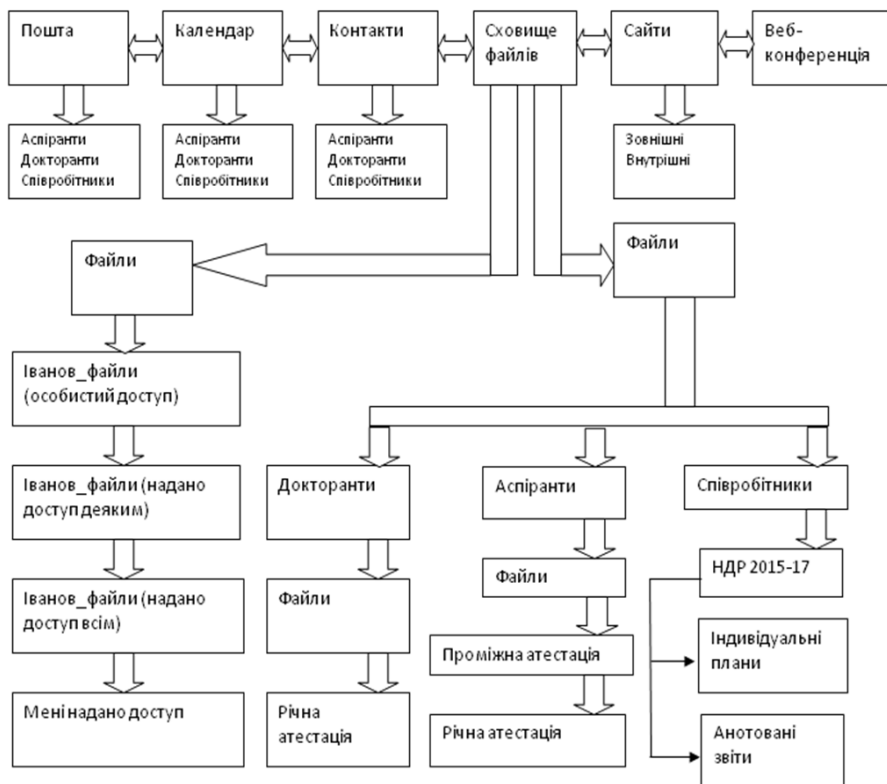 Пошта
Календар
Контакти
Сховище
файлів
Сайти
Веб-
конференція
Аспіранти
Докторанти
Співробітники
Аспіранти
Докторанти
Співробітники
Аспіранти
Докторанти
Співробітники
Зовнішні
Внутрішні
Файли
Файли
Іванов_файли
(особистий доступ)
Іванов_файли (надано
доступ деяким)
Іванов_файли (надано
доступ всім)
Мені надано доступ
Докторанти
Файли
Річна
атестація
Аспіранти
Файли
Проміжна атестація
Річна атестація
Співробітники
НДР 2015-17
Індивідуальні
плани
Анотовані
звіти